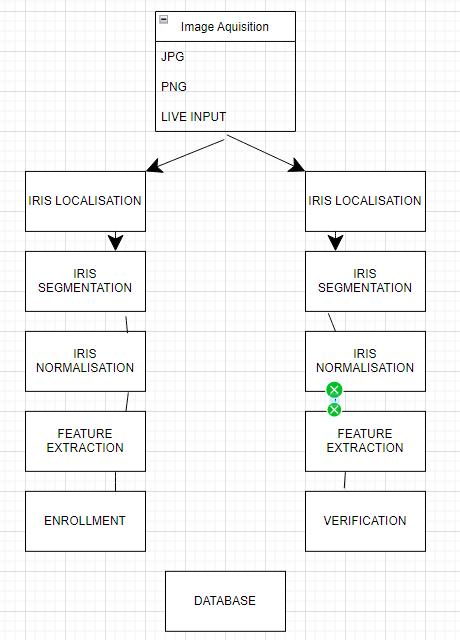 Image Aquisition
JPG
PNG
LIVE INPUT
IRIS LOCALISATION
IRIS LOCALISATION
IRIS
SEGMENTATION
IRIS
SEGMENTATION
IRIS
NORMALISATION
IRIS
NORMALISATION
FEATURE
EXTRACTION
FEATURE
EXTRACTION
ENROLLMENT
VERIFICATION
DATABASE